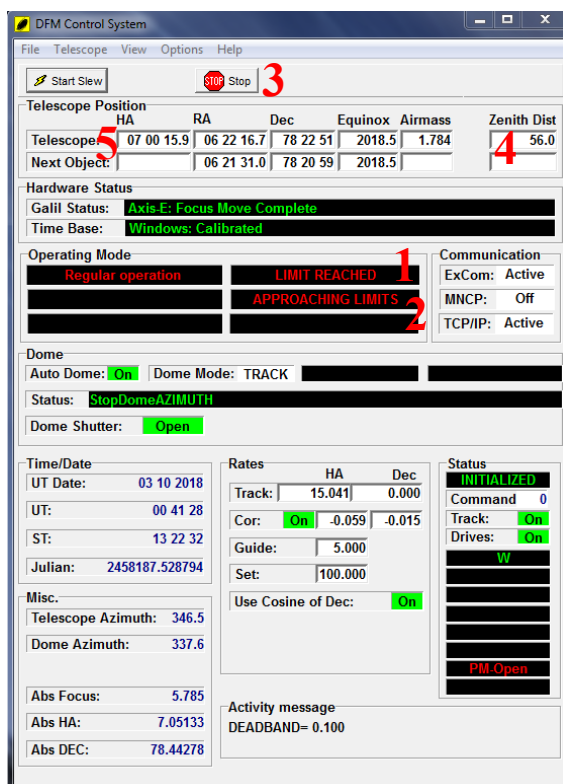 DFM Control System
File Telescope View Options Help
Start Slew STOP Stop 3
Telescope Position
HA RA Dec Equinox Airmass Zenith Dist
Telescope: 5 07 00 15.9 06 22 16.7 78 22 51 2018.5 1.784 4 56.0
Next Object: 06 21 31.0 78 20 59 2018.5
Hardware Status
Galil Status: Axis-E: Focus Move Complete
Time Base: Windows: Calibrated
Operating Mode Communication
Regular operation LIMIT REACHED 1 ExCom: Active
APPROACHING LIMITS 2 MNCP: Off
TCP/IP: Active
Dome
Auto Dome: On Dome Mode: TRACK
Status: StopDomeAZIMUTH
Dome Shutter: Open
Time/Date
UT Date: 03 10 2018
UT: 00 41 28
ST: 13 22 32
Julian: 2458187.528794
Rates
HA Dec
Track: 15.041 0.000
Cor: On -0.059 -0.015
Guide: 5.000
Set: 100.000
Use Cosine of Dec: On
Status
INITIALIZED
Command 0
Track: On
Drives: On
W
PM-Open
Misc.
Telescope Azimuth: 346.5
Dome Azimuth: 337.6
Abs Focus: 5.785
Abs HA: 7.05133
Abs DEC: 78.44278
Activity message
DEADBAND= 0.100